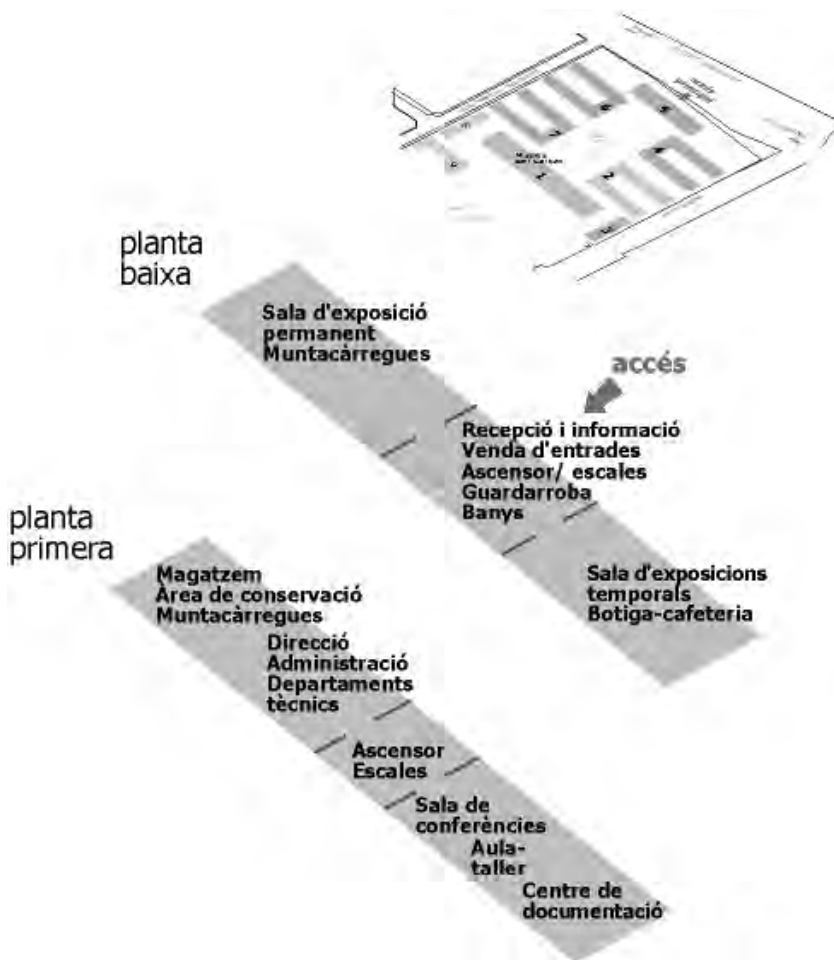 planta
baixa
Sala d'exposició
permanent
Muntacàrregues
accés
Recepció i informació
Venda d'entrades
Ascensor/ escales
Guardarroba
Banys
Sala d'exposicions
temporals
Botiga-cafeteria
planta
primera
Magatzem
Àrea de conservació
Muntacàrregues
Direcció
Administració
Departaments
tècnics
Ascensor
Escales
Sala de
conferències
Aula-
taller
Centre de
documentació